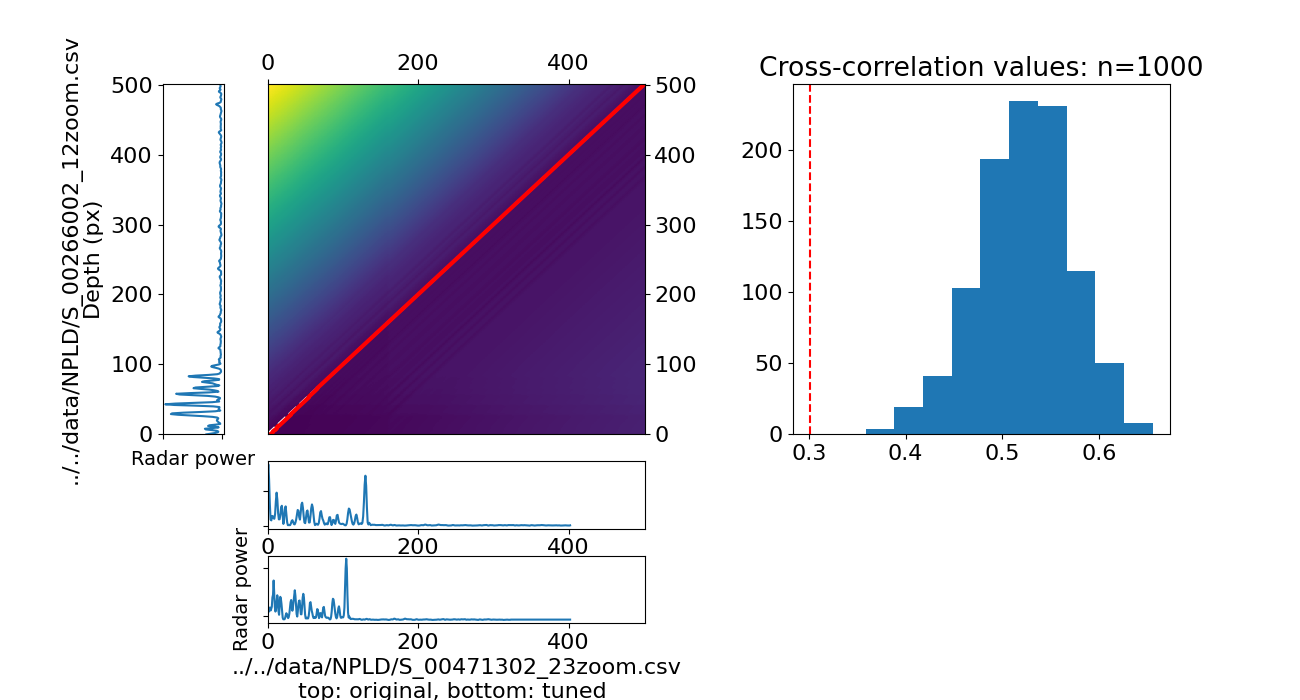 ../../data/NPLD/S_00266002_12zoom.csv
Depth (px)
500
400
300
200
100
0
Radar power
0 200 400
500
400
300
200
100
0
0 200 400
Radar power
0 200 400
../../data/NPLD/S_00471302_23zoom.csv
top: original, bottom: tuned
Cross-correlation values: n=1000
200
150
100
50
0
0.3 0.4 0.5 0.6